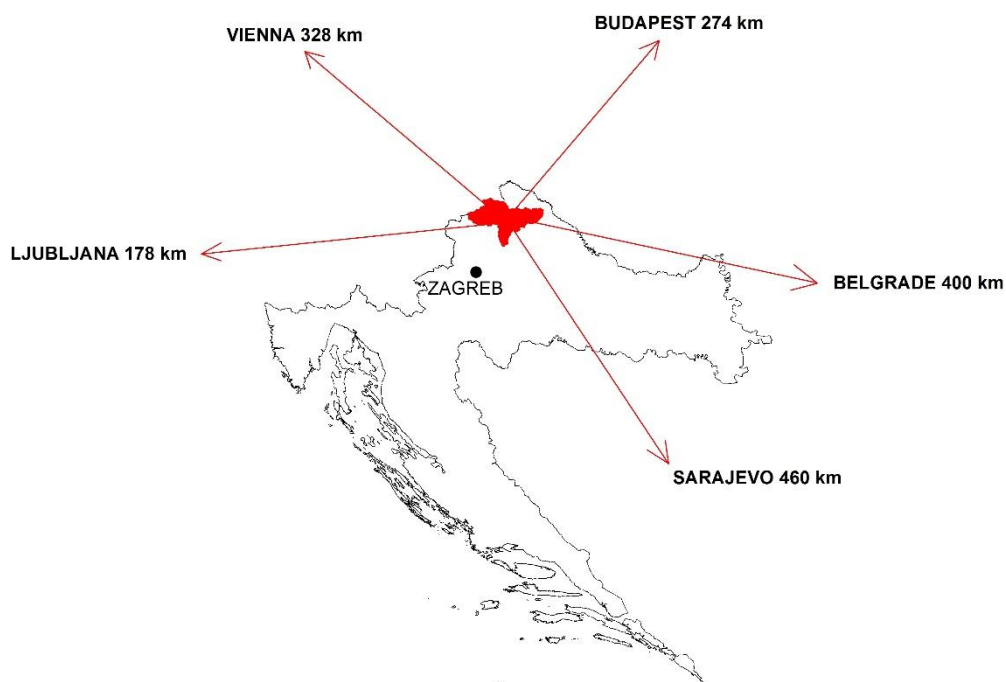 BUDAPEST 274 km
VIENNA 328 km
LJUBLJANA 178 km
ZAGREB
BELGRADE 400 km
SARAJEVO 460 km